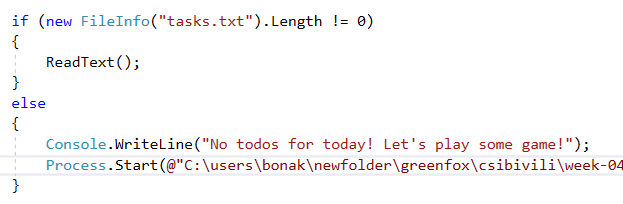 if (new FileInfo("tasks.txt").Length != 0)
{
ReadText();
}
else
{
Console.WriteLine("No todos for today! Let's play some game!");
Process.Start(@"C:\users\bonak\newfolder\greenfox\csibivili\week-04
}